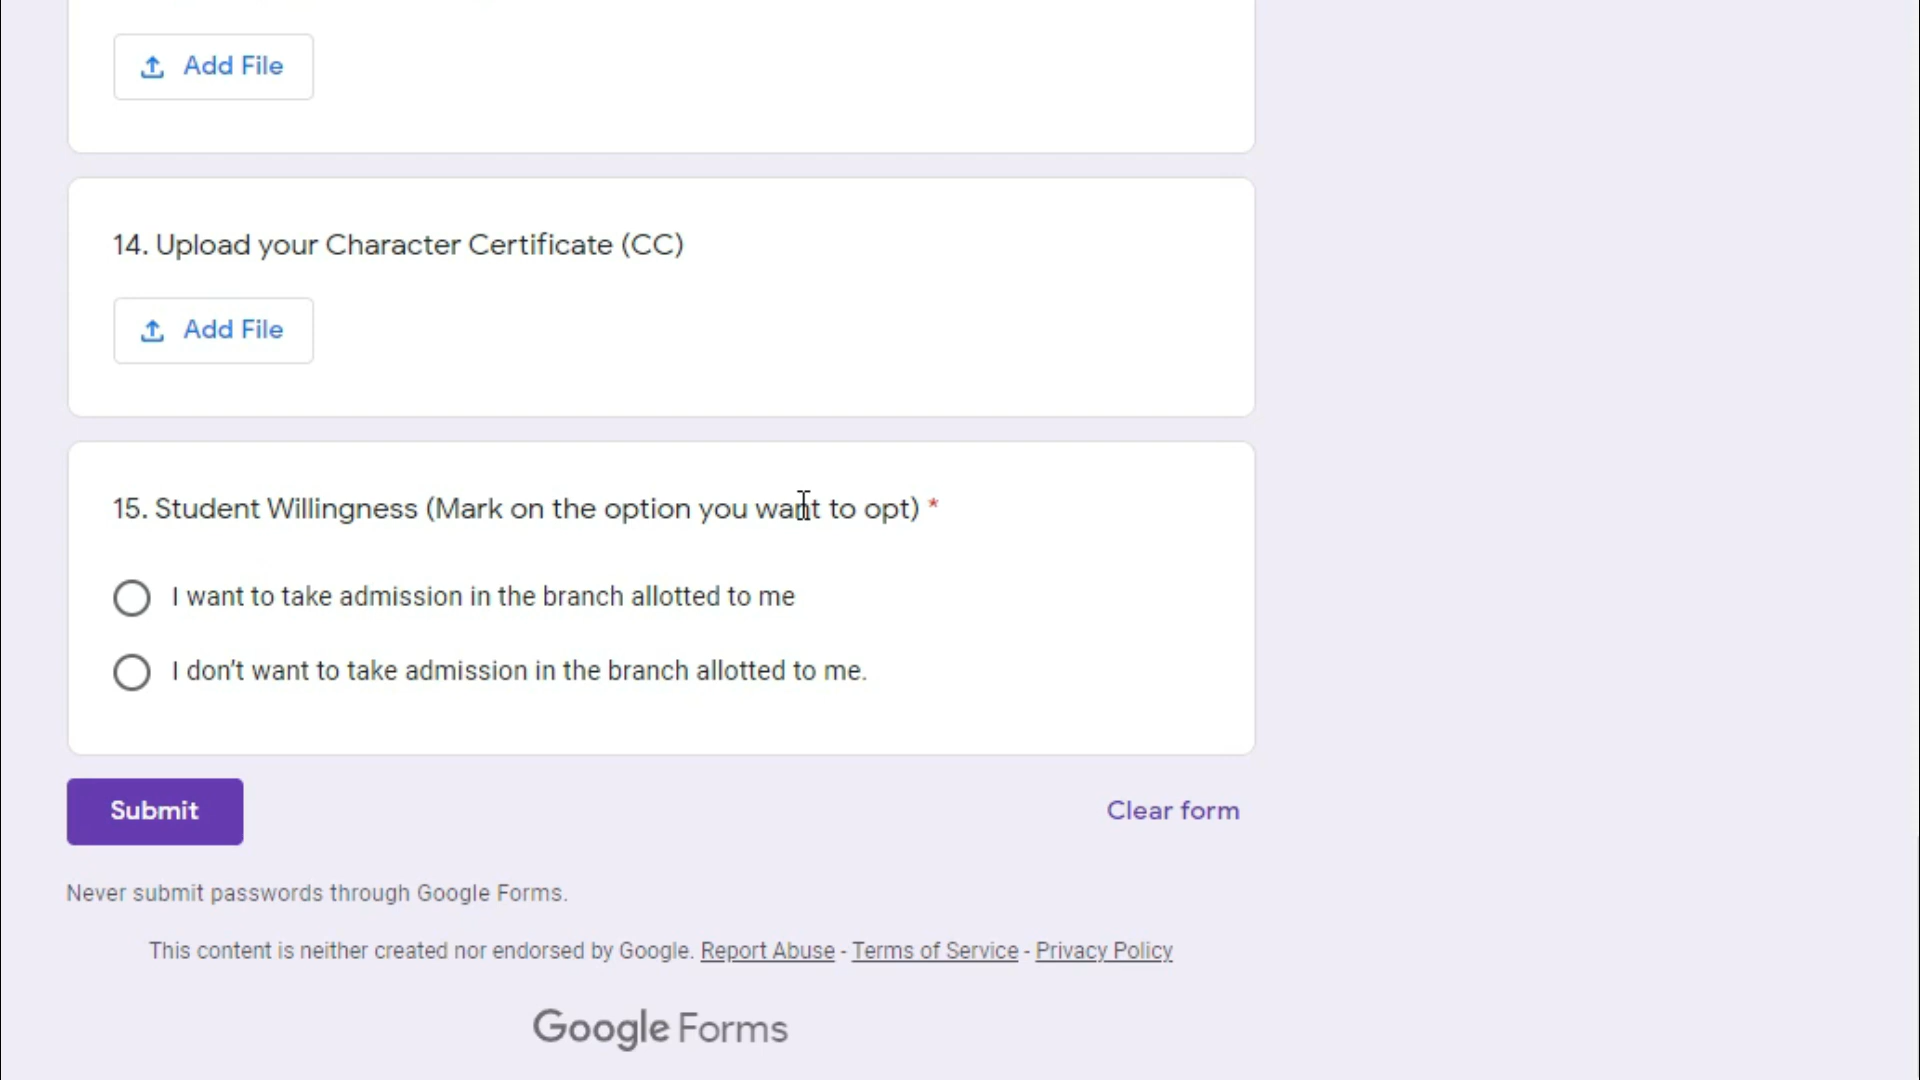 Add File
14. Upload your Character Certificate (CC)
Add File
15. Student Willingness (Mark on the option you want to opt) *
I want to take admission in the branch allotted to me
I don't want to take admission in the branch allotted to me.
Submit
Clear form
Never submit passwords through Google Forms.
This content is neither created nor endorsed by Google. Report Abuse - Terms of Service - Privacy Policy
Google Forms